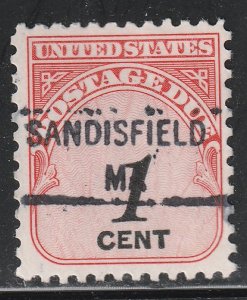 UNITED STATES
POSTAGE DUE
SANDISFIELD
MA
1
CENT